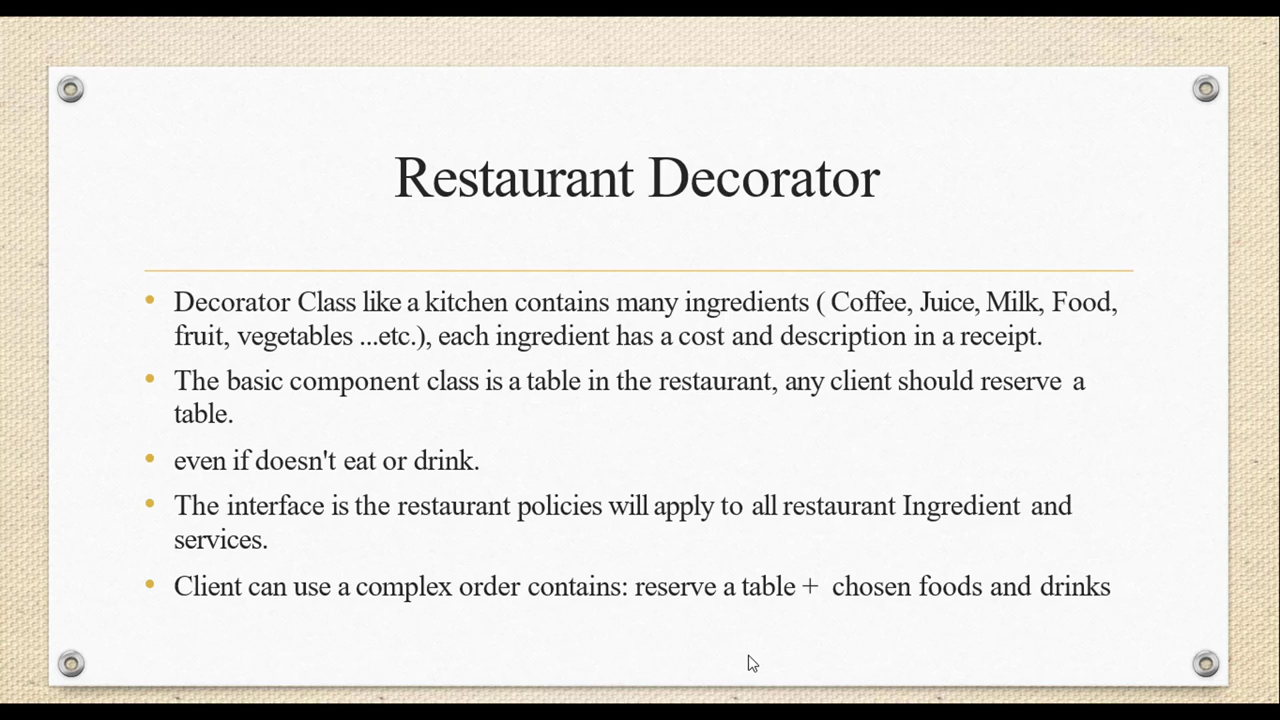 Restaurant Decorator
• Decorator Class like a kitchen contains many ingredients ( Coffee, Juice, Milk, Food,
fruit, vegetables ...etc.), each ingredient has a cost and description in a receipt.
• The basic component class is a table in the restaurant, any client should reserve a
table.
• even if doesn't eat or drink.
• The interface is the restaurant policies will apply to all restaurant Ingredient and
services.
• Client can use a complex order contains: reserve a table + chosen foods and drinks